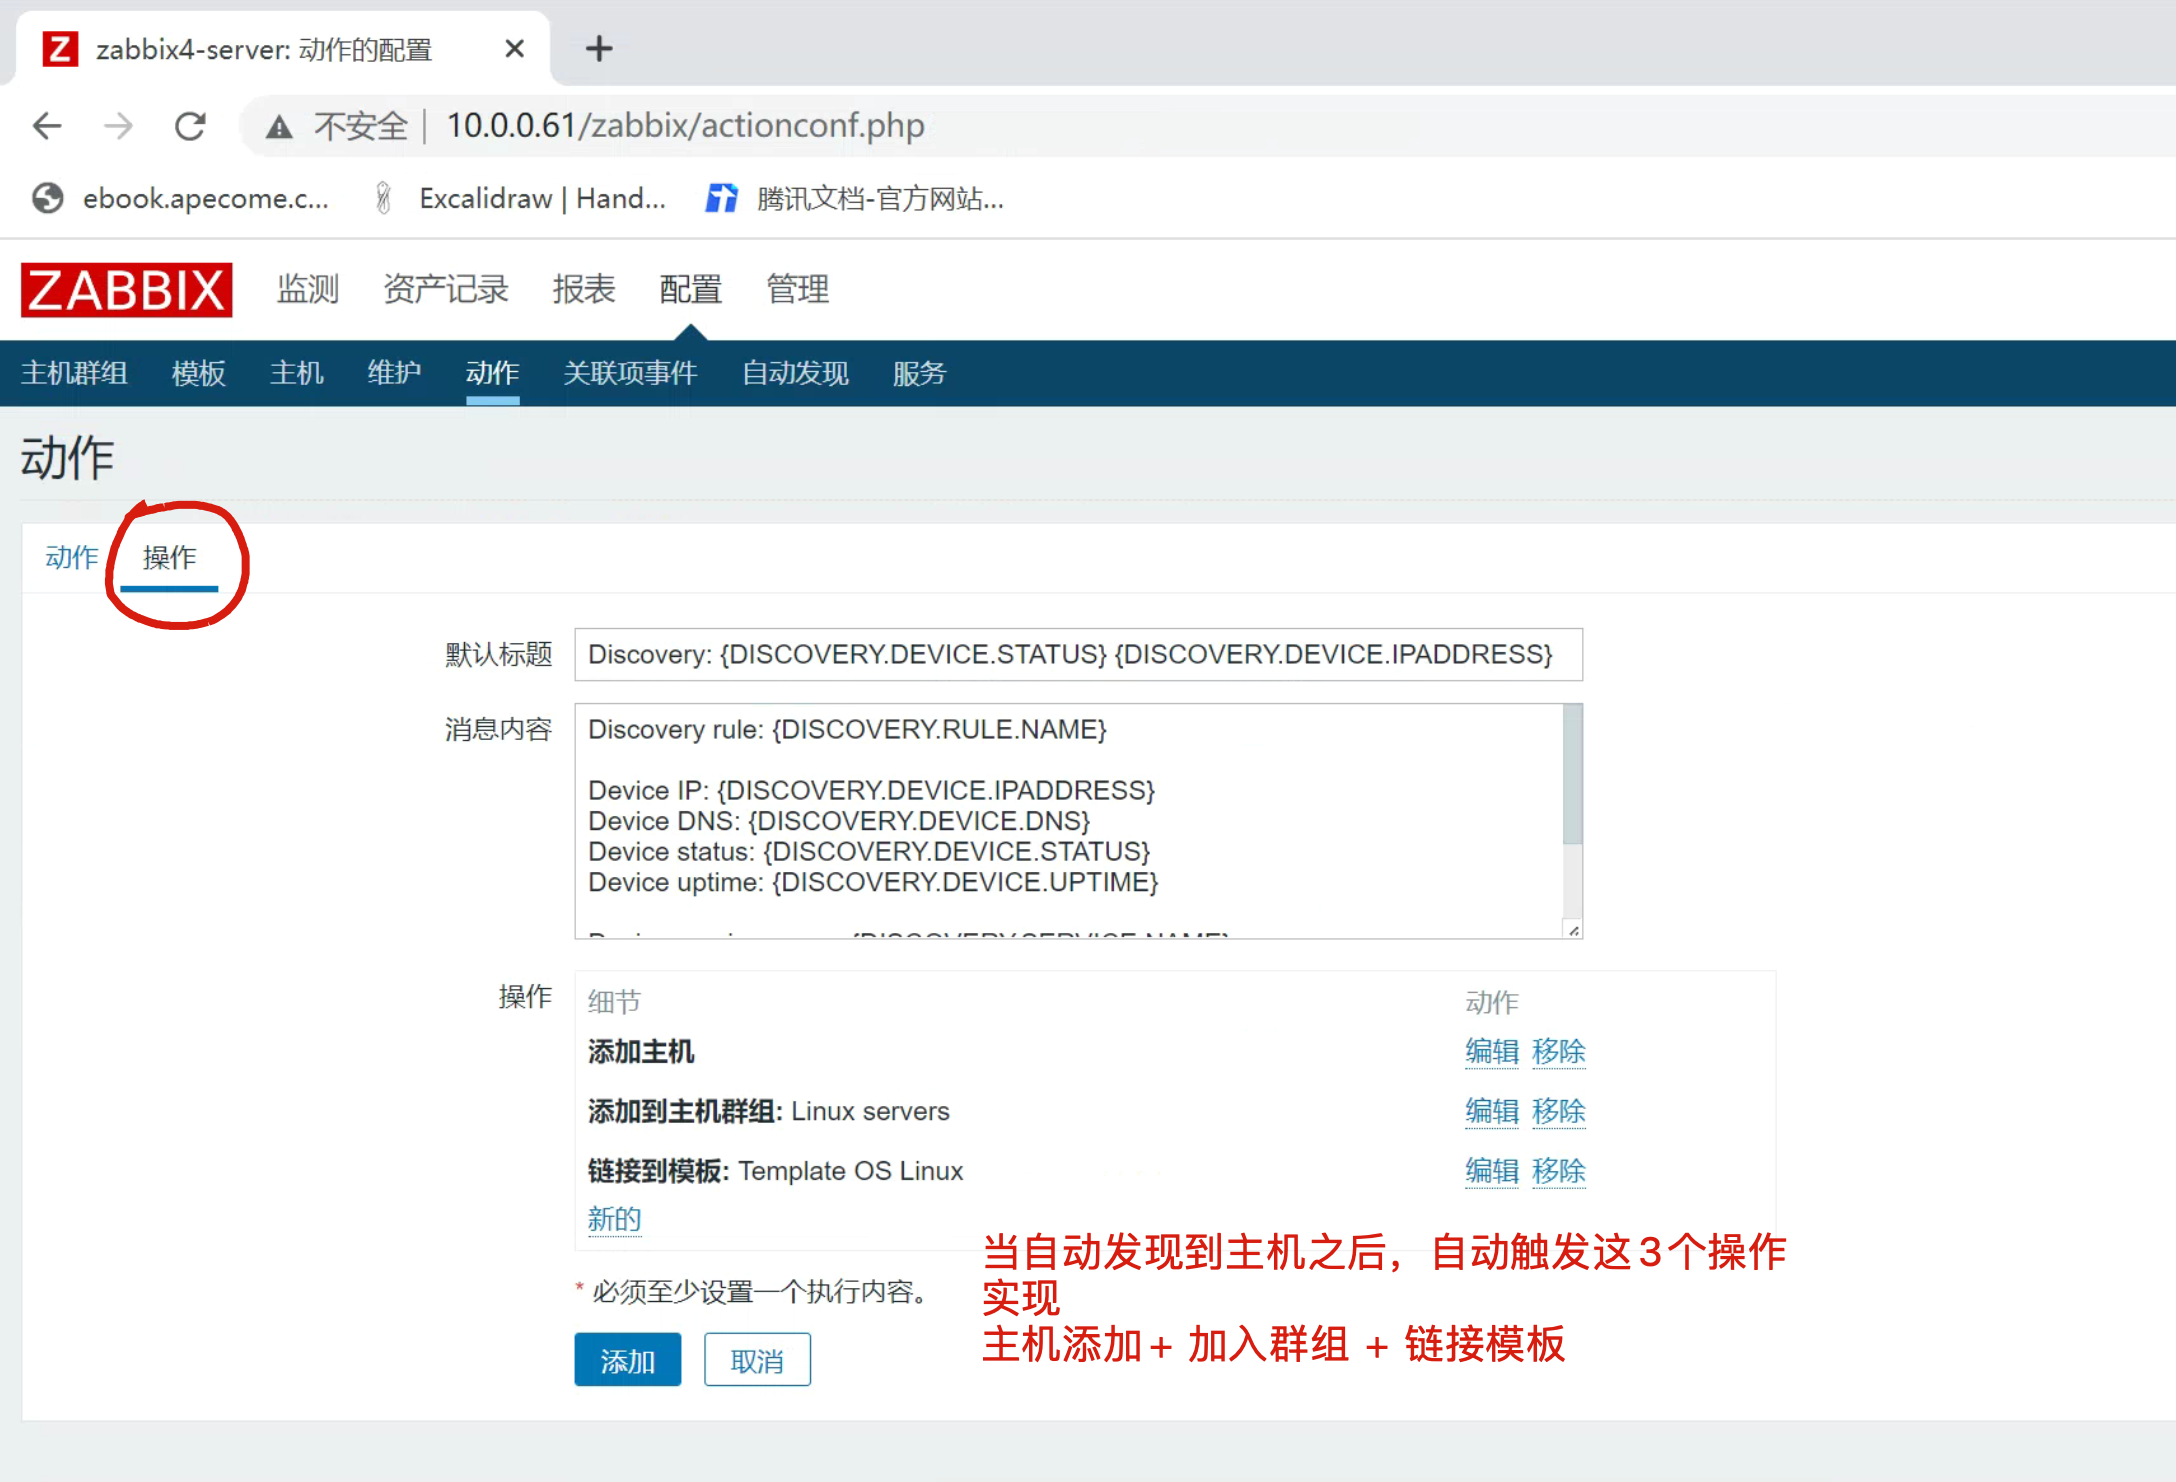 Z zabbix4-server: 动作的配置
不安全 | 10.0.0.61/zabbix/actionconf.php
ebook.apecome.c... Excalidraw | Hand... 腾讯文档-官方网站...
ZABBIX 监测 资产记录 报表 配置 管理
主机群组 模板 主机 维护 动作 关联项事件 自动发现 服务
动作
动作 操作
默认标题 Discovery: {DISCOVERY.DEVICE.STATUS} {DISCOVERY.DEVICE.IPADDRESS}
消息内容 Discovery rule: {DISCOVERY.RULE.NAME}
Device IP: {DISCOVERY.DEVICE.IPADDRESS}
Device DNS: {DISCOVERY.DEVICE.DNS}
Device status: {DISCOVERY.DEVICE.STATUS}
Device uptime: {DISCOVERY.DEVICE.UPTIME}
操作 细节 动作
添加主机 编辑 移除
添加到主机群组: Linux servers 编辑 移除
链接到模板: Template OS Linux 编辑 移除
新的
* 必须至少设置一个执行内容。
添加 取消
当自动发现到主机之后，自动触发这3个操作
实现
主机添加+ 加入群组 + 链接模板